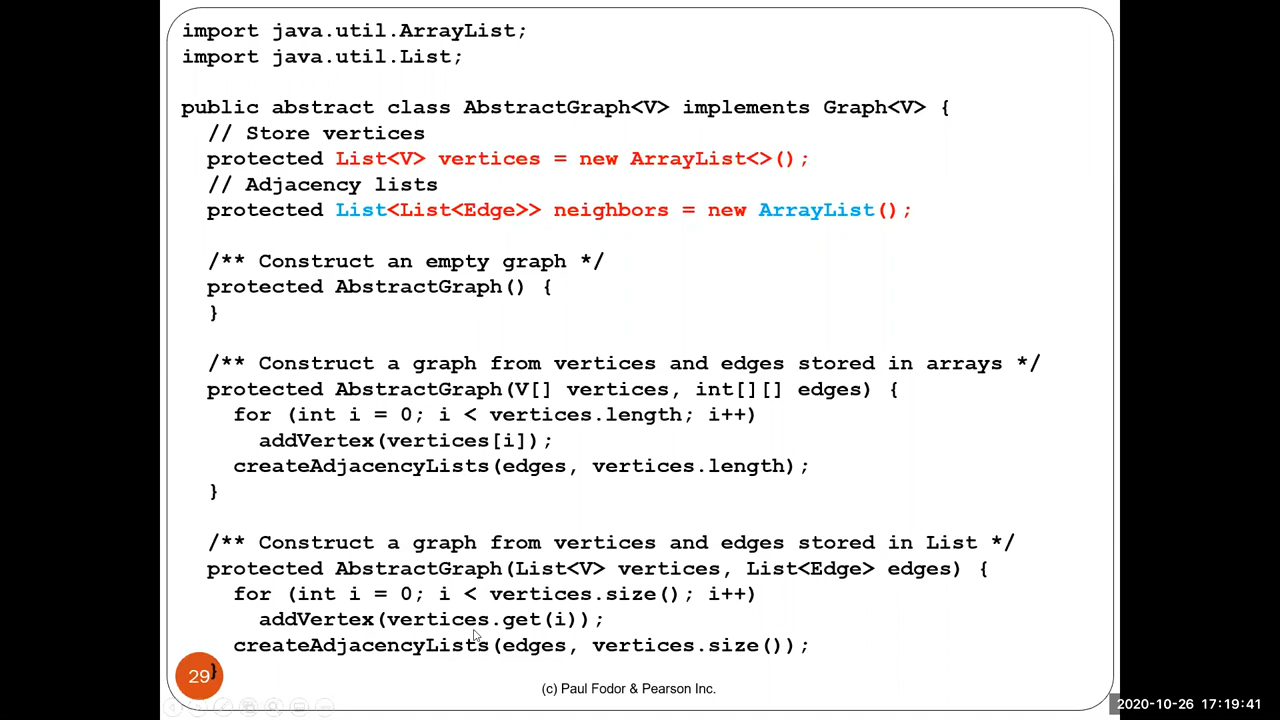 import java.util.ArrayList;
import java.util.List;
public abstract class AbstractGraph<V> implements Graph<V> {
// Store vertices
protected List<V> vertices = new ArrayList<>();
// Adjacency lists
protected List<List<Edge>> neighbors = new ArrayList();
/** Construct an empty graph */
protected AbstractGraph() {
}
/** Construct a graph from vertices and edges stored in arrays */
protected AbstractGraph(V[] vertices, int[][] edges) {
for (int i = 0; i < vertices.length; i++)
addVertex(vertices[i]);
createAdjacencyLists(edges, vertices.length);
}
/** Construct a graph from vertices and edges stored in List */
protected AbstractGraph(List<V> vertices, List<Edge> edges) {
for (int i = 0; i < vertices.size(); i++)
addVertex(vertices.get(i));
createAdjacencyLists(edges, vertices.size());
29 }
(c) Paul Fodor & Pearson Inc.
2020-10-26 17:19:41